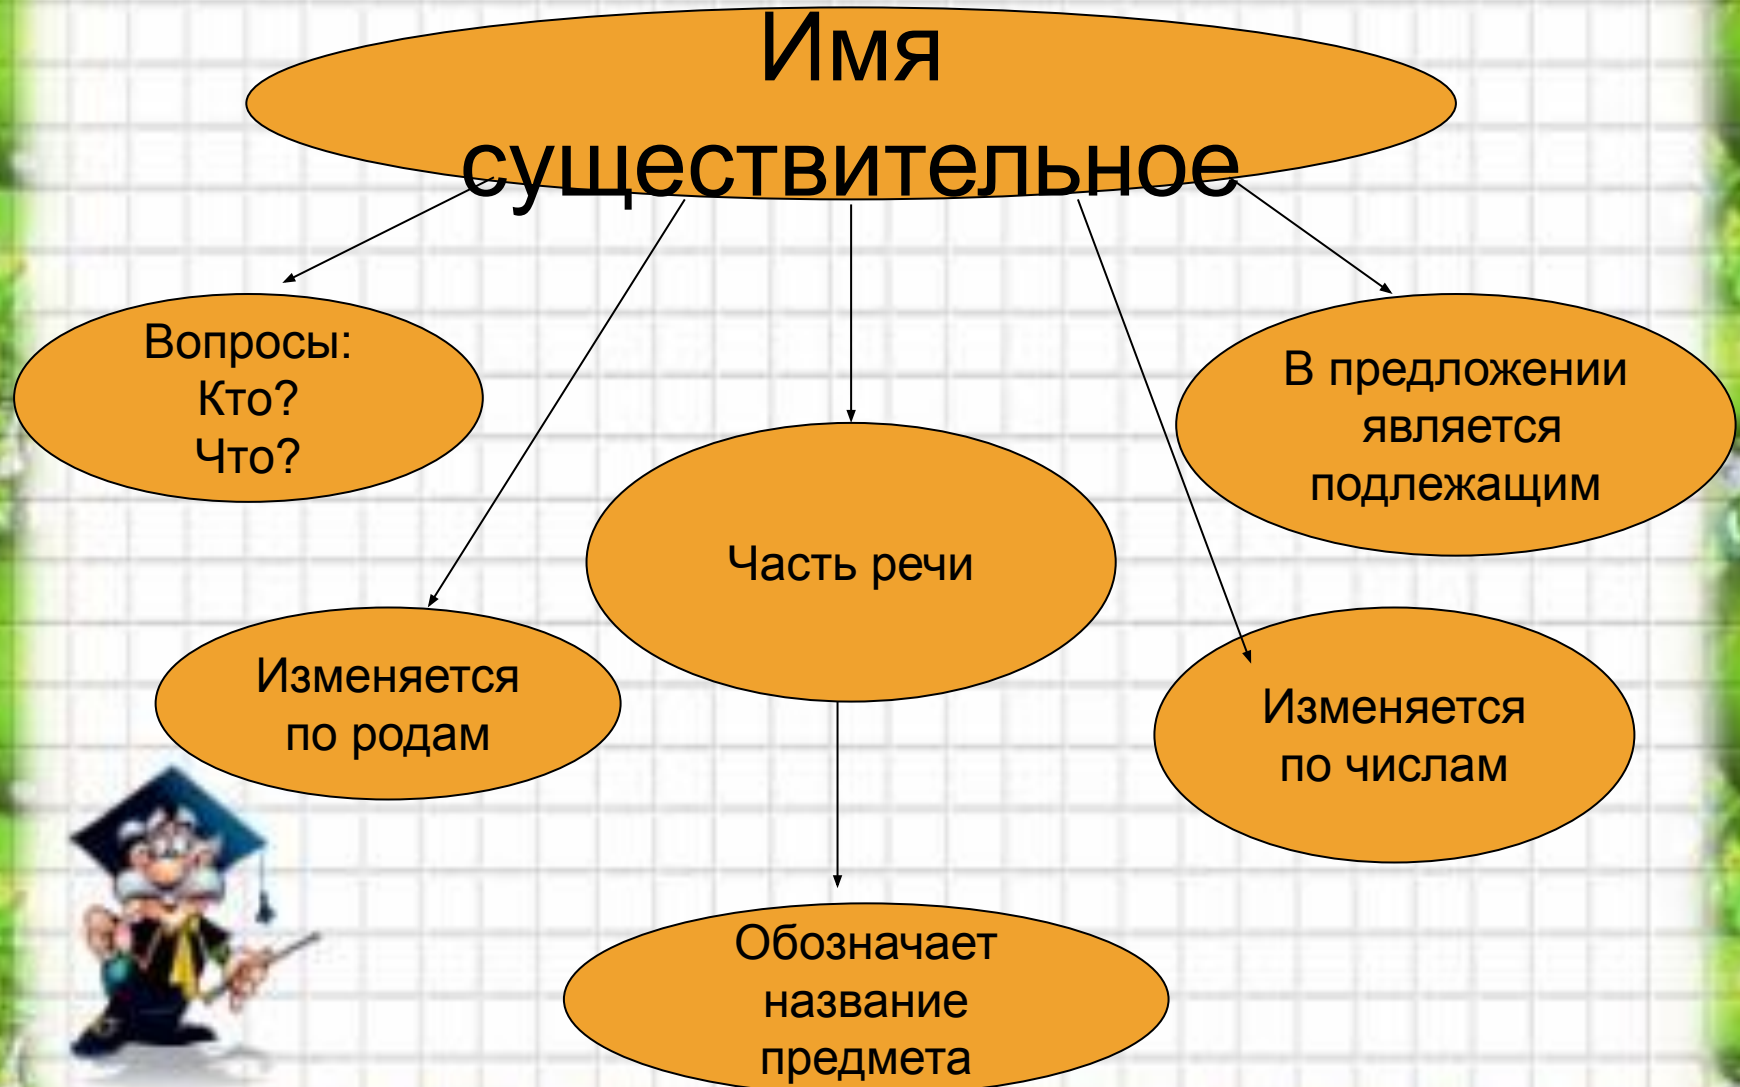 Имя
существительное
Вопросы:
Кто?
Что?
В предложении
является
подлежащим
Часть речи
Изменяется
по родам
Изменяется
по числам
Обозначает
название
предмета